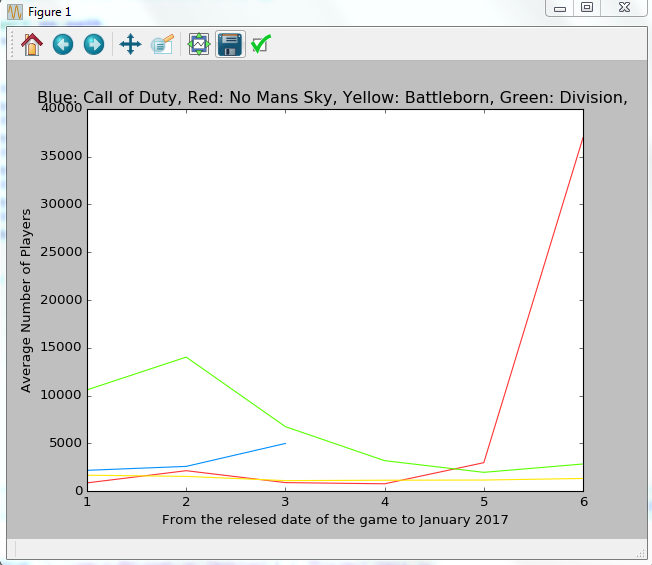 Figure 1
Blue: Call of Duty, Red: No Mans Sky, Yellow: Battleborn, Green: Division,
40000
35000
30000
25000
20000
15000
10000
5000
0
Average Number of Players
1 2 3 4 5 6
From the relesed date of the game to January 2017